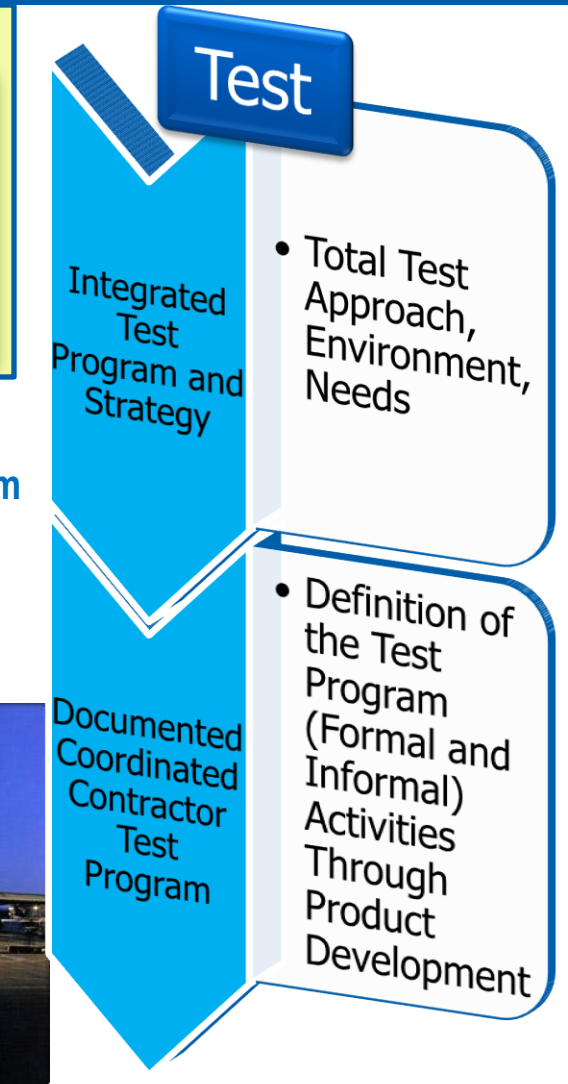 Test
Integrated
Test
Program and
Strategy
• Total Test
Approach,
Environment,
Needs
m
Documented
Coordinated
Contractor
Test
Program
• Definition of
the Test
Program
(Formal and
Informal)
Activities
Through
Product
Development